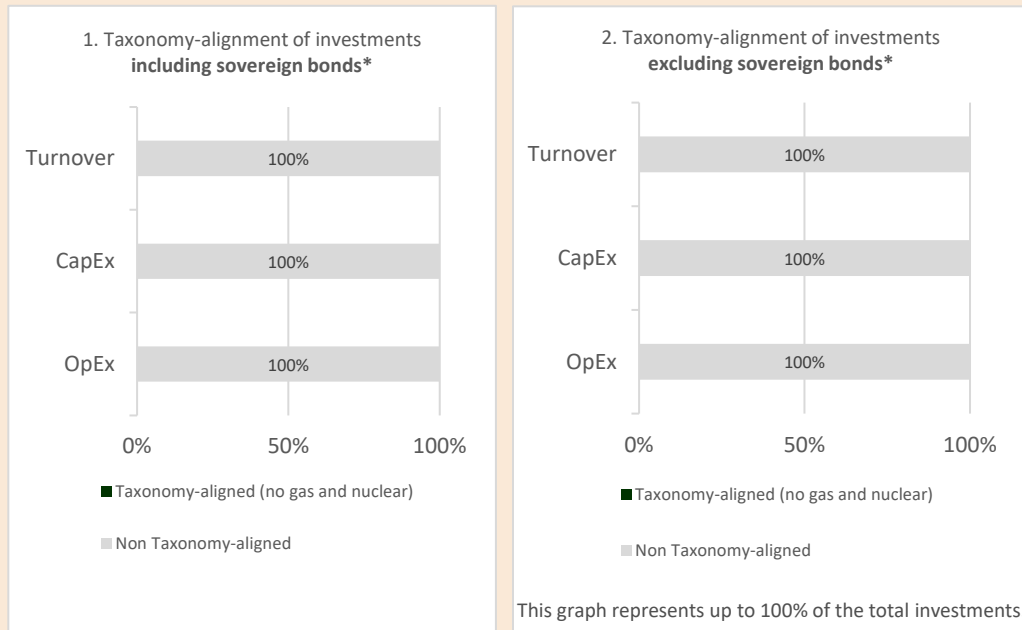 1. Taxonomy-alignment of investments
including sovereign bonds*
Turnover
100%
CapEx
100%
OpEx
100%
0%
50%
100%
Taxonomy-aligned (no gas and nuclear)
Non Taxonomy-aligned
2. Taxonomy-alignment of investments
excluding sovereign bonds*
Turnover
100%
CapEx
100%
OpEx
100%
0%
50%
100%
Taxonomy-aligned (no gas and nuclear)
Non Taxonomy-aligned
This graph represents up to 100% of the total investments